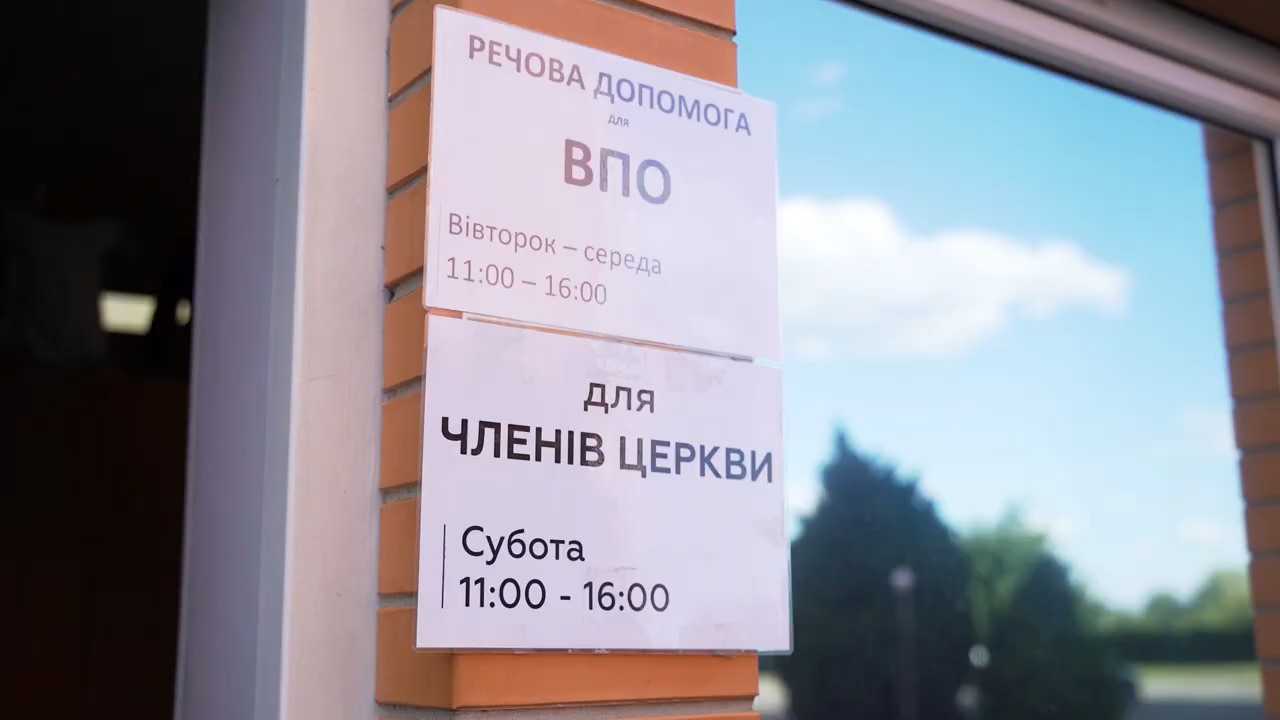 РЕЧОВА ДОПОМОГА
для
ВПО
Вівторок – середа
11:00 – 16:00
для
ЧЛЕНІВ ЦЕРКВИ
Субота
11:00 - 16:00